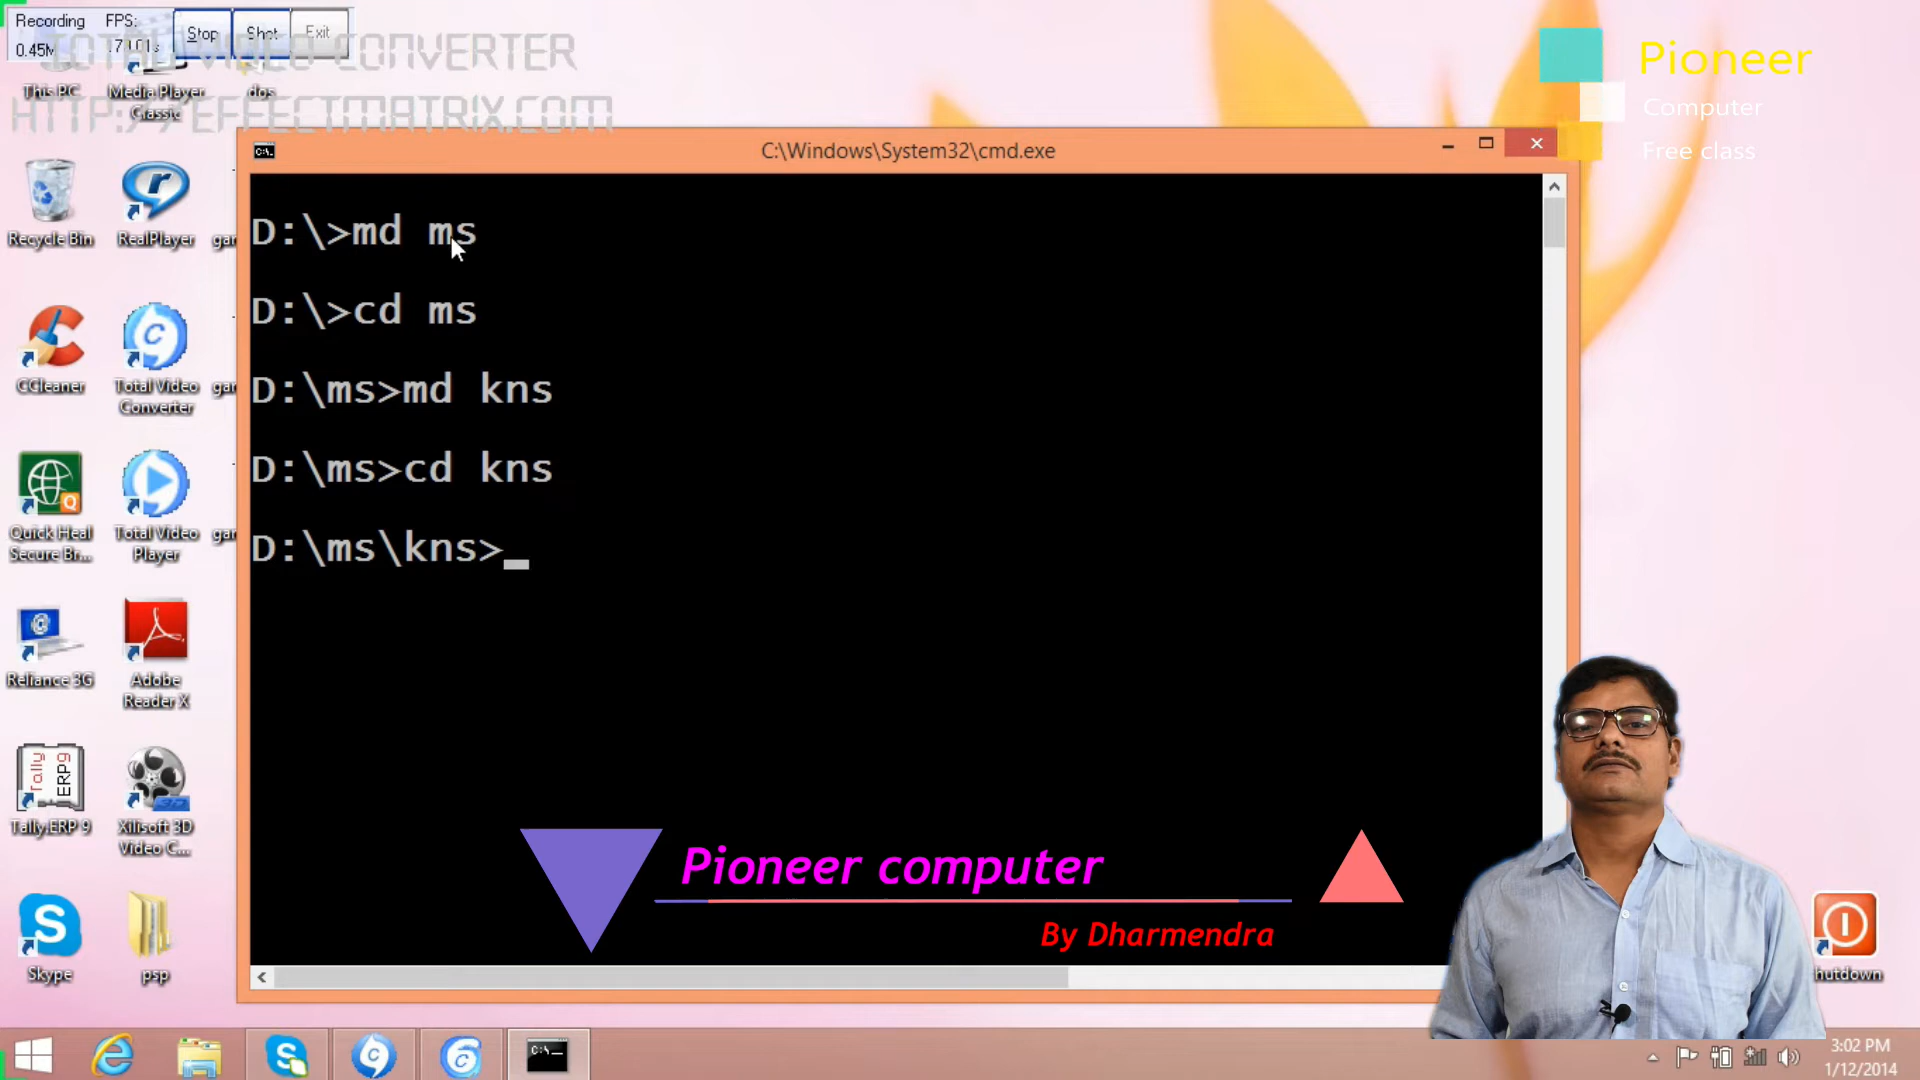 Recording FPS:
Stop Shot Exit
TOTAL VIDEO CONVERTER
HTTP://EFFECTMATRIX.COM
This PC
Media Player
Classic
dos
Pioneer
Computer
Free class
C:\Windows\System32\cmd.exe
D:\>md ms
D:\>cd ms
D:\ms>md kns
D:\ms>cd kns
D:\ms\kns>_
Recycle Bin
RealPlayer
CCleaner
Total Video
Converter
Quick Heal
Secure Br...
Total Video
Player
Reliance 3G
Adobe
Reader X
Tally.ERP 9
Xilisoft 3D
Video C...
Skype
psp
Pioneer computer
By Dharmendra
hutdown
3:02 PM
1/12/2014